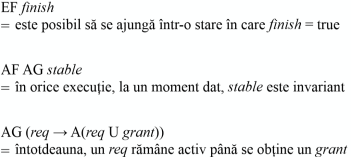 EF finish
= este posibil să se ajungă într-o stare în care finish = true
AF AG stable
= în orice execuție, la un moment dat, stable este invariant
AG (req → A(req U grant))
= întotdeauna, un req rămâne activ până se obține un grant